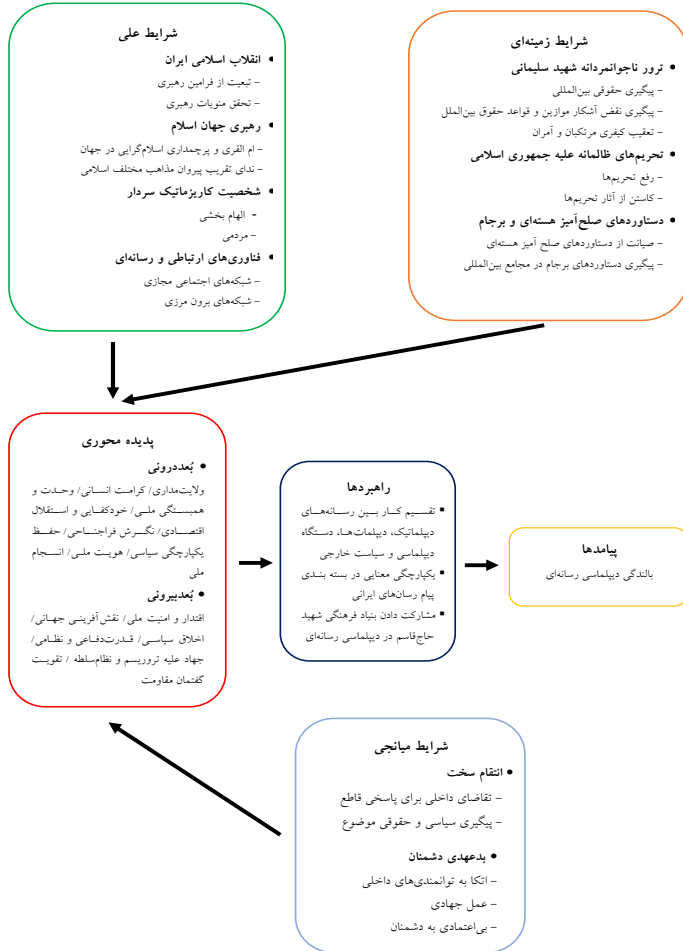 شرایط علی
• انقلاب اسلامی ایران
– تبعیت از فرامین رهبری
– تحقق منویات رهبری
• رهبری جهان اسلام
– ام القری و پرچمداری اسلام‌گرایی در جهان
– ندای تقریب پیروان مذاهب مختلف اسلامی
• شخصیت کاریزماتیک سردار
- الهام بخشی
– مردمی
• فناوری‌های ارتباطی و رسانه‌ای
– شبکه‌های اجتماعی مجازی
– شبکه‌های برون مرزی
شرایط زمینه‌ای
• ترور ناجوانمردانه شهید سلیمانی
– پیگیری حقوقی بین‌المللی
– پیگیری نقض آشکار موازین و قواعد حقوق بین‌الملل
– تعقیب کیفری مرتکبان و آمران
• تحریم‌های ظالمانه علیه جمهوری اسلامی
– رفع تحریم‌ها
– کاستن از آثار تحریم‌ها
• دستاوردهای صلح‌آمیز هسته‌ای و برجام
– صیانت از دستاوردهای صلح آمیز هسته‌ای
– پیگیری دستاوردهای برجام در مجامع بین‌المللی
پدیده محوری
• بُعددرونی
ولایت‌مداری/ کرامت انسانی/ وحدت و
همبستگی ملی/ خودکفایی و استقلال
اقتصادی/ نگرش فراجناحی/ حفظ
یکپارچگی سیاسی/ هویت ملی/ انسجام
ملی
• بُعدبیرونی
اقتدار و امنیت ملی/ نقش‌آفرینی جهانی/
اخلاق سیاسی/ قدرت‌دفاعی و نظامی/
جهاد علیه تروریسم و نظام‌سلطه / تقویت
گفتمان مقاومت
راهبردها
▪ تقسیم کار بین رسانه‌های
دیپلماتیک، دیپلمات‌ها، دستگاه
دیپلماسی و سیاست خارجی
▪ یکپارچگی معنایی در بسته بندی
پیام رسان‌های ایرانی
▪ مشارکت دادن بنیاد فرهنگی شهید
حاج‌قاسم در دیپلماسی رسانه‌ای
پیامدها
بالندگی دیپلماسی رسانه‌ای
شرایط میانجی
• انتقام سخت
– تقاضای داخلی برای پاسخی قاطع
– پیگیری سیاسی و حقوقی موضوع
• بدعهدی دشمنان
– اتکا به توانمندی‌های داخلی
– عمل جهادی
– بی‌اعتمادی به دشمنان